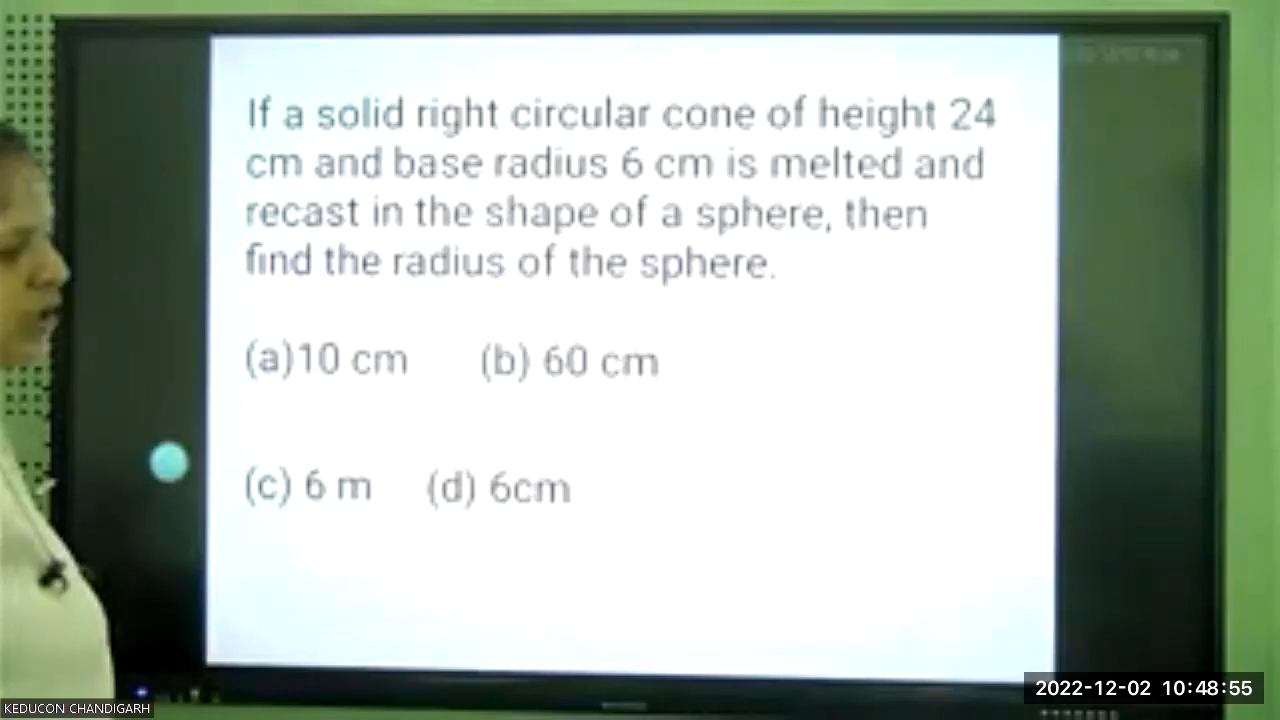 If a solid right circular cone of height 24
cm and base radius 6 cm is melted and
recast in the shape of a sphere, then
find the radius of the sphere.
(a)10 cm (b) 60 cm
(c) 6 m (d) 6cm
2022-12-02 10:48:55
KEDUCON CHANDIGARH